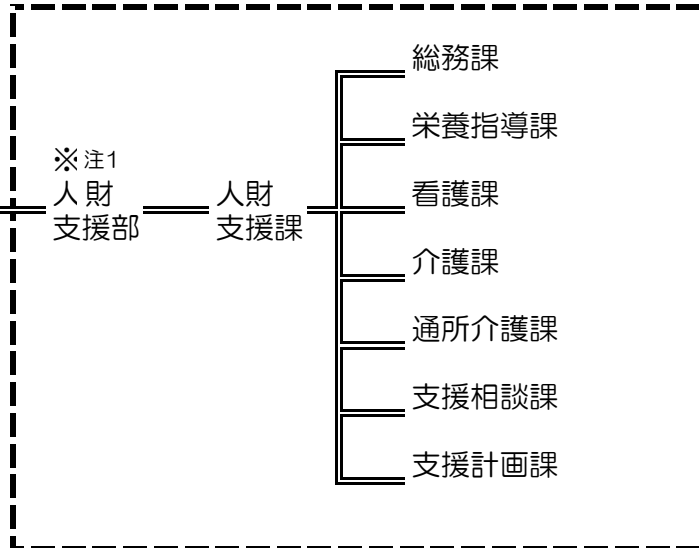 総務課
栄養指導課
※注1
人財
支援部
人財
支援課
看護課
介護課
通所介護課
支援相談課
支援計画課